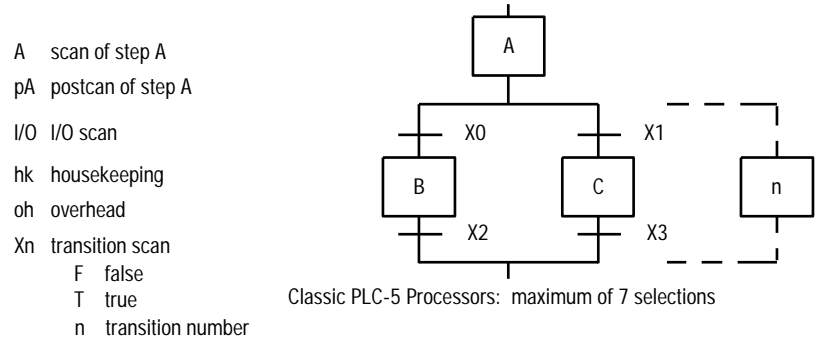 A scan of step A
pA postcan of step A
I/O I/O scan
hk housekeeping
oh overhead
Xn transition scan
F false
T true
n transition number
A
X0 X1
B C n
X2 X3
Classic PLC-5 Processors: maximum of 7 selections